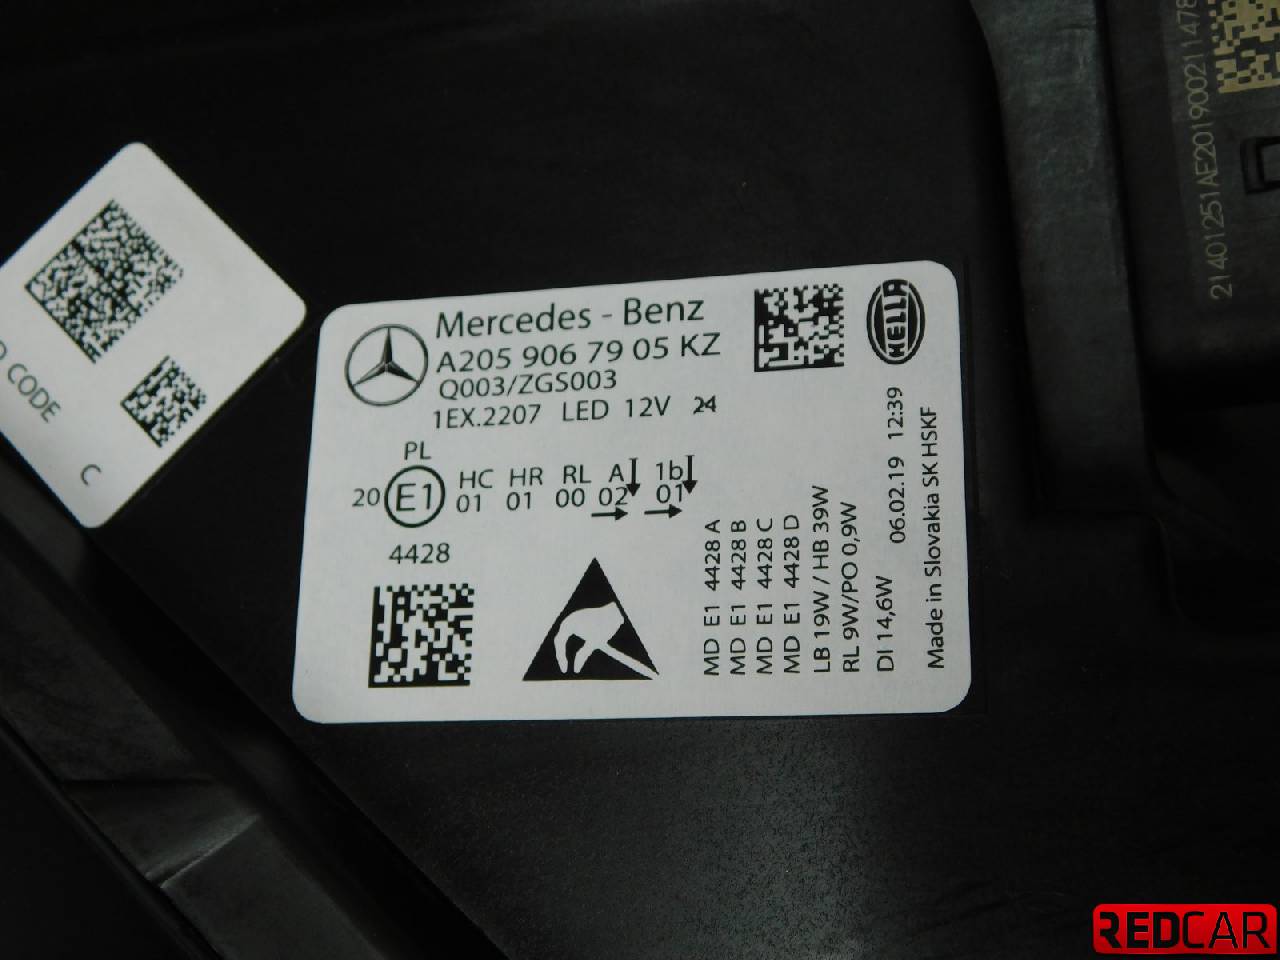 Mercedes - Benz
A205 906 79 05 KZ
Q003/ZGS003
1EX.2207 LED 12V 24
HELLA
PL
20 E1 HC HR RL A 1b
01 01 00 02 01
4428
MD E1 4428 A
MD E1 4428 B
MD E1 4428 C
MD E1 4428 D
LB 19W / HB 39W
RL 9W/PO 0,9W
DI 14,6W 06.02.19 12:39
Made in Slovakia SK HSKF
CODE
C
21401251AE201900211478
REDCAR